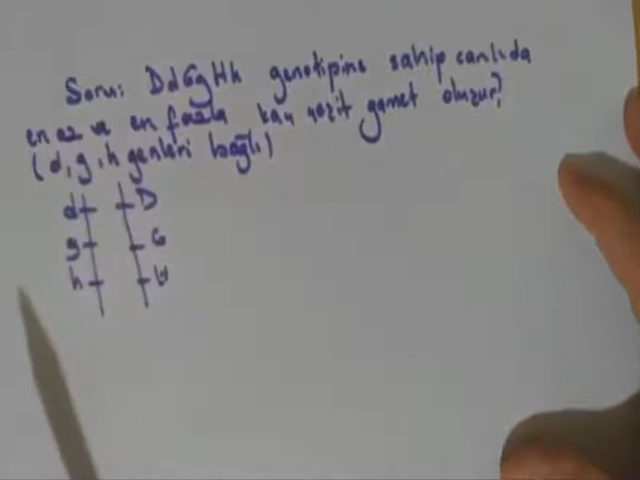 Soru: DdGgHh genotipine sahip canlıda
en az ve en fazla kaç çeşit gamet oluşur?
(d, g, h genleri bağlı)
d D
g G
h H